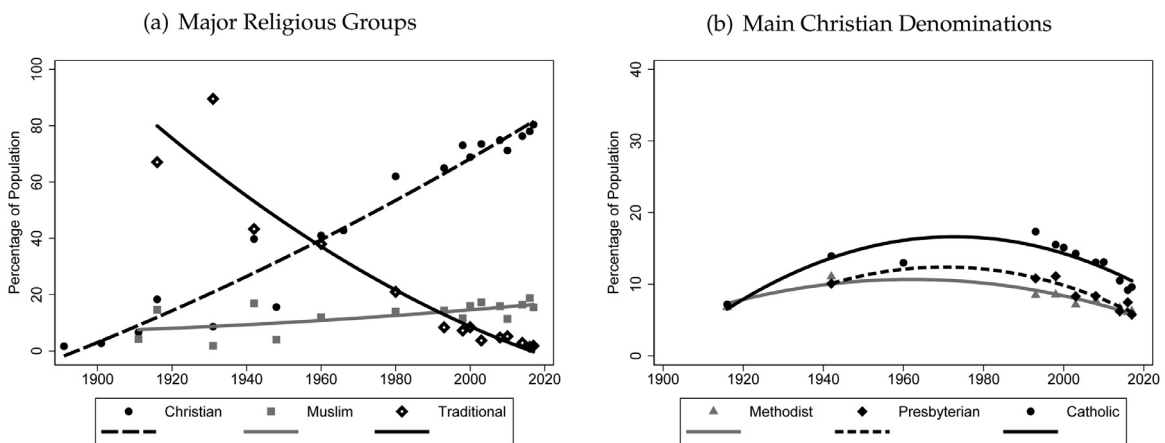 (a) Major Religious Groups
Percentage of Population
100
80
60
40
20
0
1900 1920 1940 1960 1980 2000 2020
Christian Muslim Traditional
(b) Main Christian Denominations
Percentage of Population
40
30
20
10
0
1900 1920 1940 1960 1980 2000 2020
Methodist Presbyterian Catholic